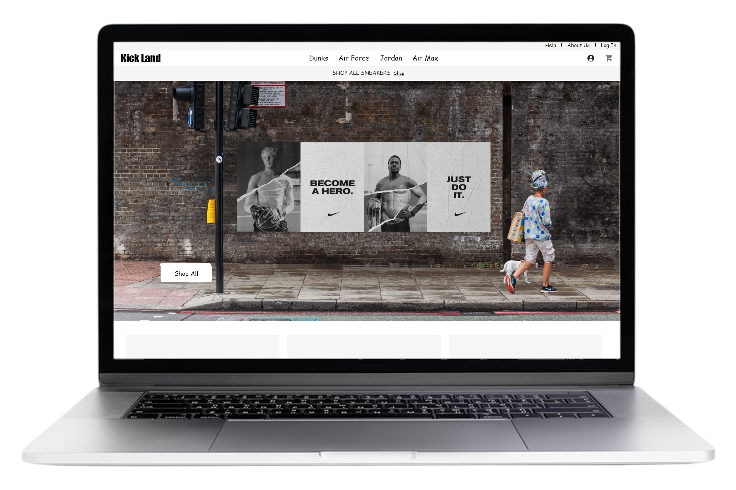 Help | About Us | Log In
Kick Land
Dunks Air Force Jordan Air Max
SHOP ALL SNEAKERS Shop
BECOME
A HERO.
JUST
DO
IT.
Shop All